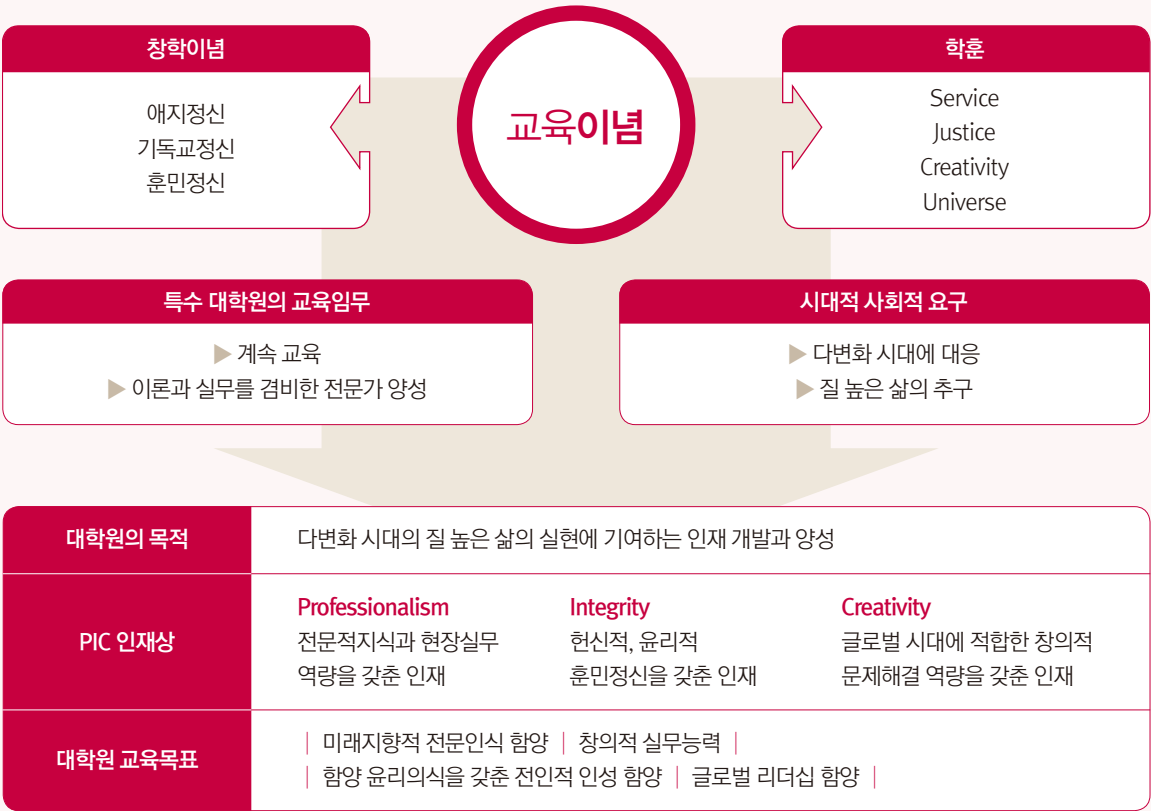 교육이념
창학이념
애지정신
기독교정신
훈민정신
학훈
Service
Justice
Creativity
Universe
특수 대학원의 교육임무
▶ 계속 교육
▶ 이론과 실무를 겸비한 전문가 양성
시대적 사회적 요구
▶ 다변화 시대에 대응
▶ 질 높은 삶의 추구
대학원의 목적
다변화 시대의 질 높은 삶의 실현에 기여하는 인재 개발과 양성
PIC 인재상
Professionalism
전문적지식과 현장실무
역량을 갖춘 인재
Integrity
헌신적, 윤리적
훈민정신을 갖춘 인재
Creativity
글로벌 시대에 적합한 창의적
문제해결 역량을 갖춘 인재
대학원 교육목표
| 미래지향적 전문인식 함양 | 창의적 실무능력 |
| 함양 윤리의식을 갖춘 전인적 인성 함양 | 글로벌 리더십 함양 |